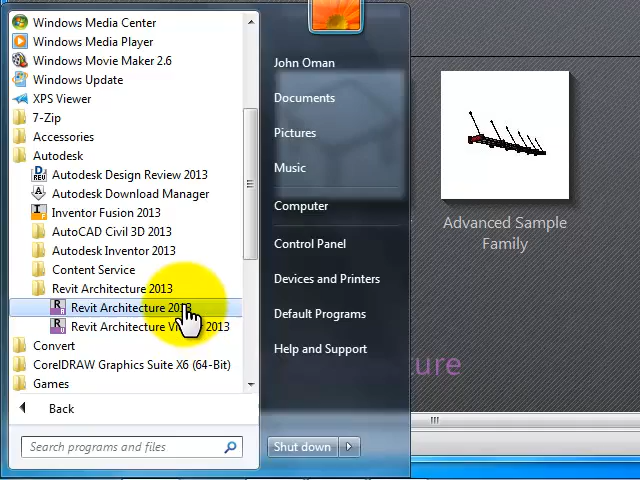 Windows Media Center
Windows Media Player
Windows Movie Maker 2.6
Windows Update
XPS Viewer
7-Zip
Accessories
Autodesk
Autodesk Design Review 2013
Autodesk Download Manager
Inventor Fusion 2013
AutoCAD Civil 3D 2013
Autodesk Inventor 2013
Content Service
Revit Architecture 2013
Revit Architecture 2013
Revit Architecture 2013
Convert
CorelDRAW Graphics Suite X6 (64-Bit)
Games
Back
Search programs and files
John Oman
Documents
Pictures
Music
Computer
Control Panel
Devices and Printers
Default Programs
Help and Support
Shut down
Advanced Sample
Family